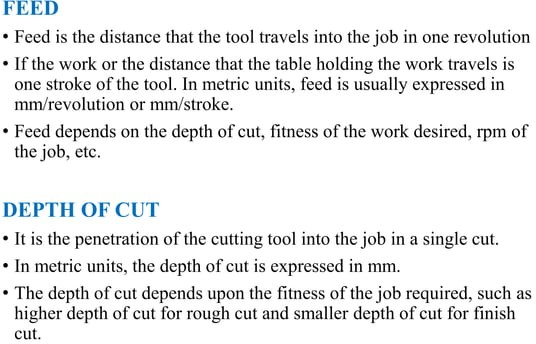 FEED
• Feed is the distance that the tool travels into the job in one revolution
• If the work or the distance that the table holding the work travels is
one stroke of the tool. In metric units, feed is usually expressed in
mm/revolution or mm/stroke.
• Feed depends on the depth of cut, fitness of the work desired, rpm of
the job, etc.
DEPTH OF CUT
• It is the penetration of the cutting tool into the job in a single cut.
• In metric units, the depth of cut is expressed in mm.
• The depth of cut depends upon the fitness of the job required, such as
higher depth of cut for rough cut and smaller depth of cut for finish
cut.